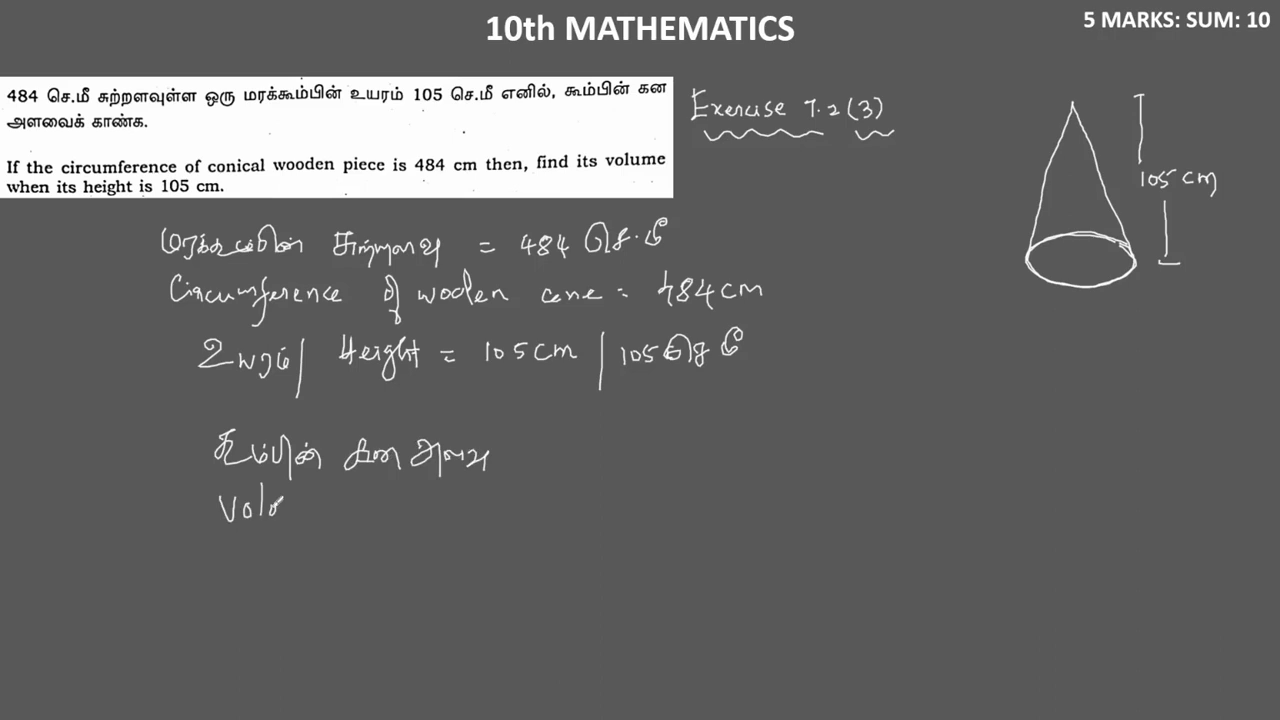 10th MATHEMATICS
5 MARKS: SUM: 10
484 செ.மீ சுற்றளவுள்ள ஒரு மரக்கூம்பின் உயரம் 105 செ.மீ எனில், கூம்பின் கன
அளவைக் காண்க.
If the circumference of conical wooden piece is 484 cm then, find its volume
when its height is 105 cm.
Exercise 7.2 (3)
105 cm
மரக்கூம்பின் சுற்றளவு = 484 செ.மீ
Circumference of wooden cone = 484 cm
உயரம் | Height = 105 cm | 105 செ மீ
கூம்பின் கன அளவு
Vol